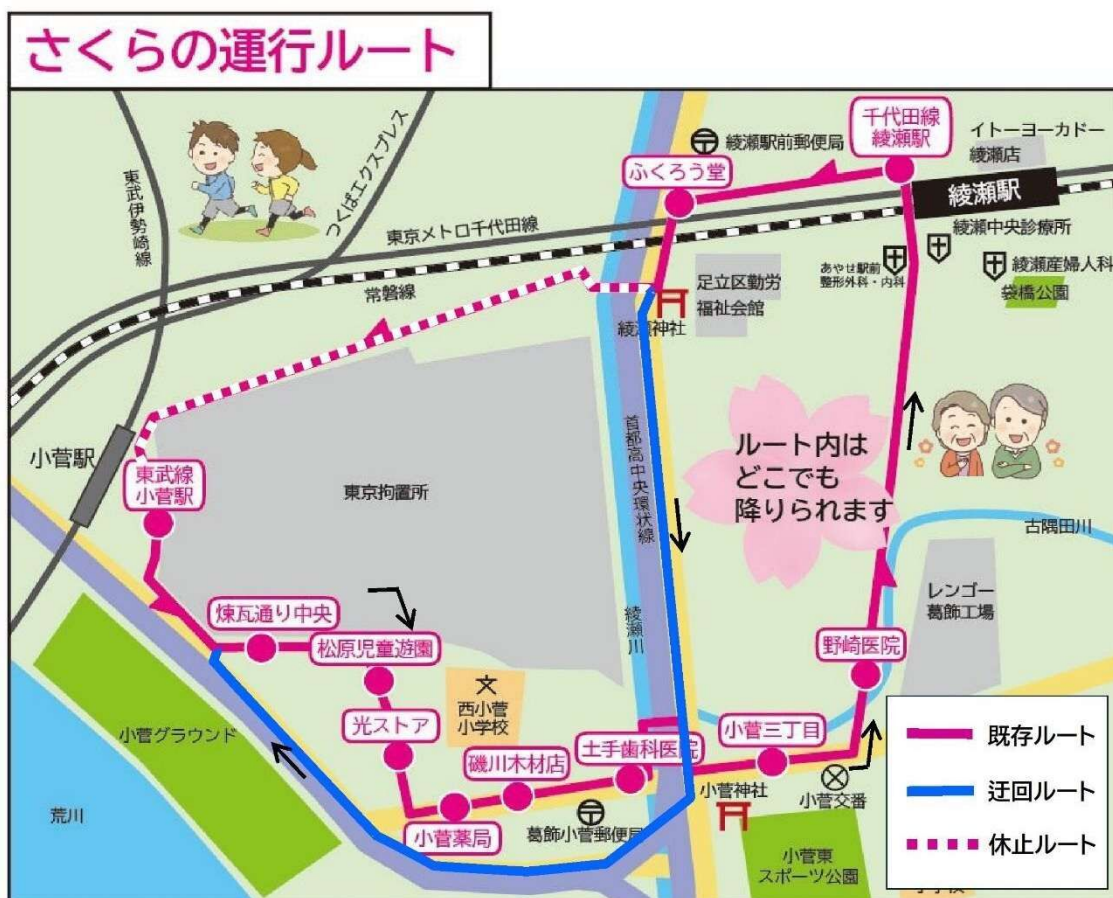 さくらの運行ルート
千代田線
綾瀬駅
イトーヨーカドー
綾瀬店
綾瀬駅前郵便局
ふくろう堂
綾瀬駅
東武伊勢崎線
つくばエクスプレス
東京メトロ千代田線
常磐線
綾瀬中央診療所
あやせ駅前
整形外科・内科
綾瀬産婦人科
袋橋公園
足立区勤労
福祉会館
綾瀬神社
小菅駅
東武線
小菅駅
東京拘置所
首都高中央環状線
ルート内は
どこでも
降りられます
古隅田川
レンゴー
葛飾工場
綾瀬川
煉瓦通り中央
松原児童遊園
野崎医院
文
西小菅
小学校
光ストア
小菅グラウンド
土手歯科医院
小菅三丁目
磯川木材店
小菅神社
小菅交番
荒川
小菅薬局
葛飾小菅郵便局
小菅東
スポーツ公園
既存ルート
迂回ルート
休止ルート